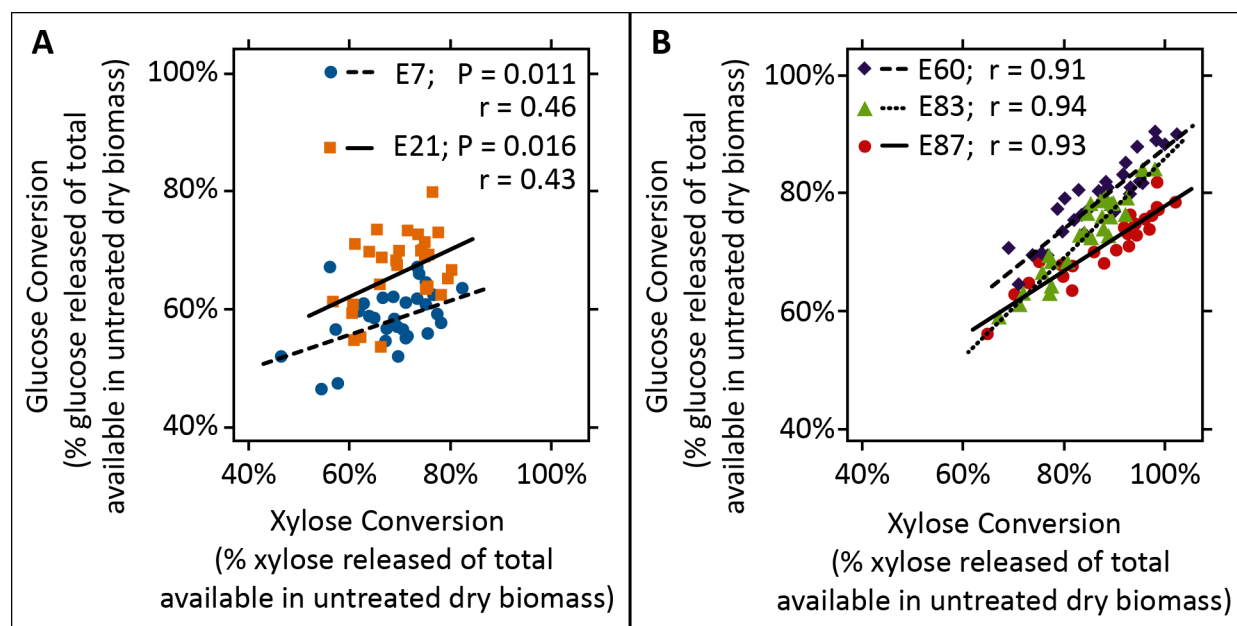 A
Glucose Conversion
(% glucose released of total
available in untreated dry biomass)
100%
80%
60%
40%
E7; P = 0.011
r = 0.46
E21; P = 0.016
r = 0.43
40% 60% 80% 100%
Xylose Conversion
(% xylose released of total
available in untreated dry biomass)
B
Glucose Conversion
(% glucose released of total
available in untreated dry biomass)
100%
80%
60%
40%
E60; r = 0.91
E83; r = 0.94
E87; r = 0.93
40% 60% 80% 100%
Xylose Conversion
(% xylose released of total
available in untreated dry biomass)